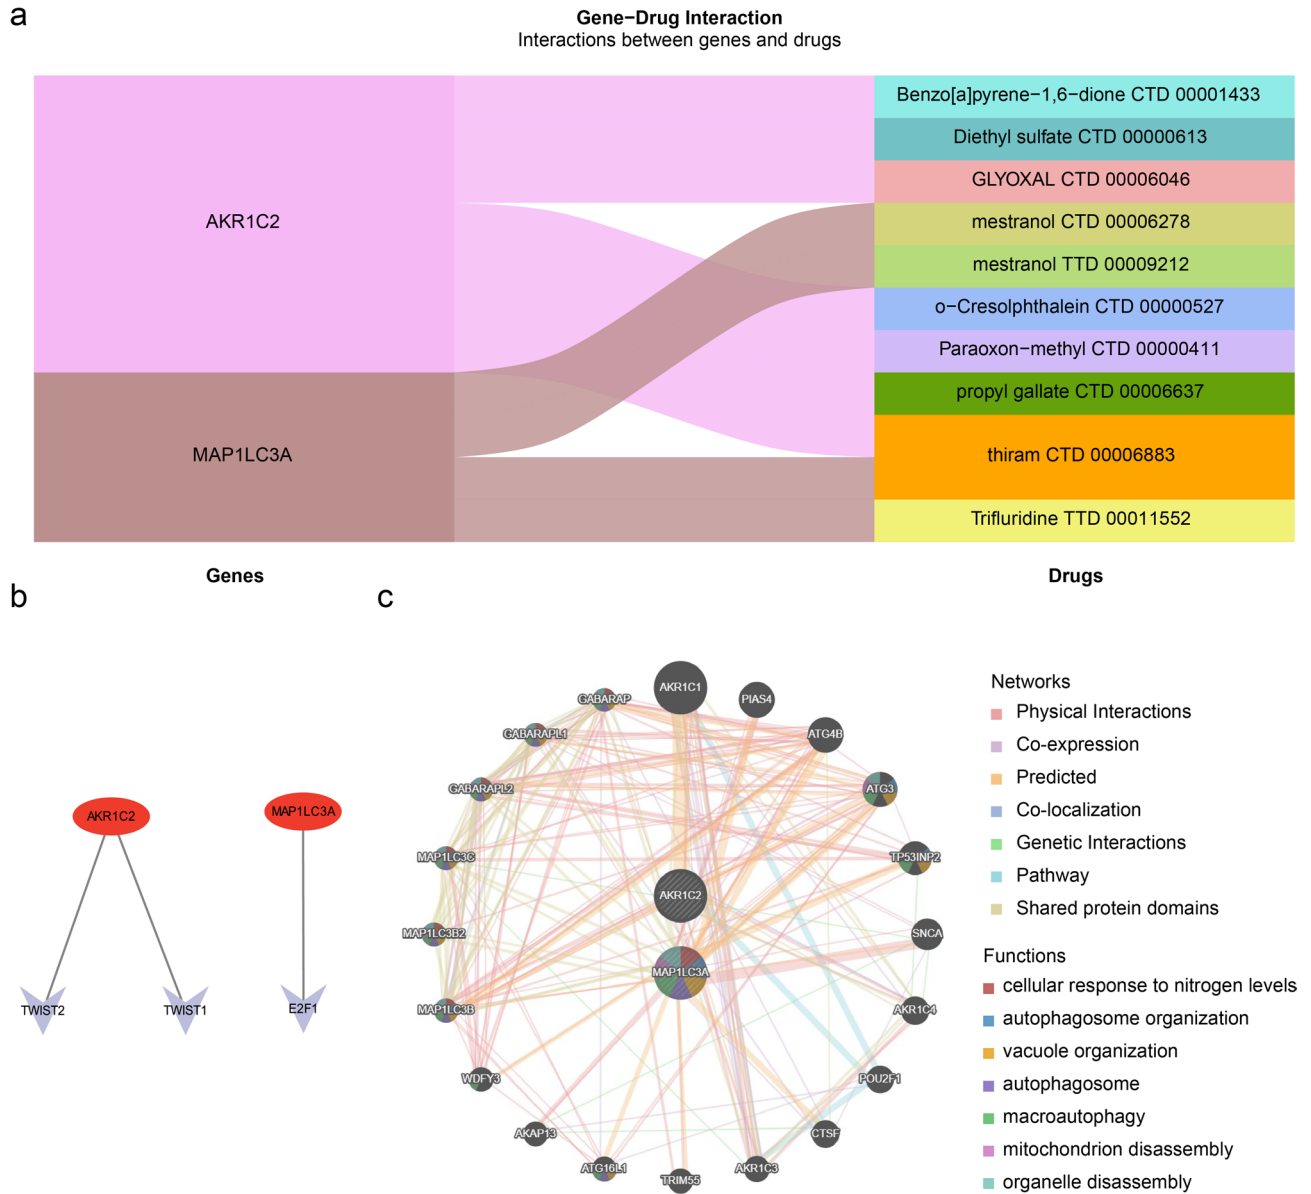 a
Gene−Drug Interaction
Interactions between genes and drugs
AKR1C2
MAP1LC3A
Benzo[a]pyrene−1,6−dione CTD 00001433
Diethyl sulfate CTD 00000613
GLYOXAL CTD 00006046
mestranol CTD 00006278
mestranol TTD 00009212
o−Cresolphthalein CTD 00000527
Paraoxon−methyl CTD 00000411
propyl gallate CTD 00006637
thiram CTD 00006883
Trifluridine TTD 00011552
Genes
Drugs
b
AKR1C2
MAP1LC3A
TWIST2
TWIST1
E2F1
c
AKR1C1
PIAS4
GABARAP
GABARAPL1
ATG4B
GABARAPL2
ATG3
MAP1LC3C
TP53INP2
AKR1C2
MAP1LC3B2
SNCA
MAP1LC3A
MAP1LC3B
AKR1C4
WDFY3
POU2F1
AKAP13
CTSF
ATG16L1
TRIM55
AKR1C3
Networks
Physical Interactions
Co-expression
Predicted
Co-localization
Genetic Interactions
Pathway
Shared protein domains
Functions
cellular response to nitrogen levels
autophagosome organization
vacuole organization
autophagosome
macroautophagy
mitochondrion disassembly
organelle disassembly